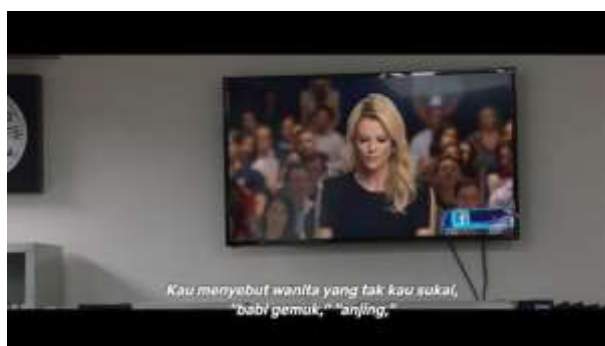 Kau menyebut wanita yang tak kau sukai,
"babi gemuk," "anjing,"